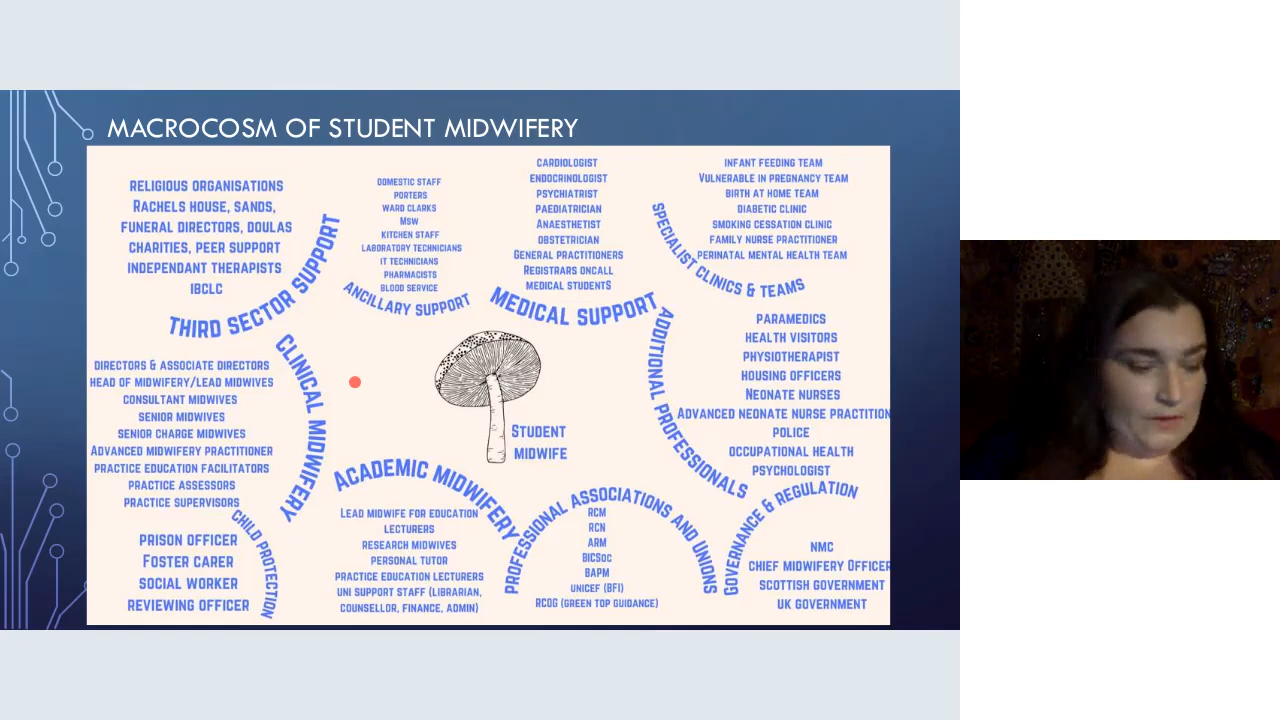 MACROCOSM OF STUDENT MIDWIFERY
RELIGIOUS ORGANISATIONS
RACHELS HOUSE, SANDS,
FUNERAL DIRECTORS, DOULAS
CHARITIES, PEER SUPPORT
INDEPENDANT THERAPISTS
IBCLC
THIRD SECTOR SUPPORT
DOMESTIC STAFF
PORTERS
WARD CLARKS
MSW
KITCHEN STAFF
LABORATORY TECHNICIANS
IT TECHNICIANS
PHARMACISTS
BLOOD SERVICE
ANCILLARY SUPPORT
CARDIOLOGIST
ENDOCRINOLOGIST
PSYCHIATRIST
PAEDIATRICIAN
ANAESTHETIST
OBSTETRICIAN
GENERAL PRACTITIONERS
REGISTRARS ONCALL
MEDICAL STUDENTS
MEDICAL SUPPORT
INFANT FEEDING TEAM
VULNERABLE IN PREGNANCY TEAM
BIRTH AT HOME TEAM
DIABETIC CLINIC
SMOKING CESSATION CLINIC
FAMILY NURSE PRACTITIONER
PERINATAL MENTAL HEALTH TEAM
SPECIALIST CLINICS & TEAMS
DIRECTORS & ASSOCIATE DIRECTORS
HEAD OF MIDWIFERY/LEAD MIDWIVES
CONSULTANT MIDWIVES
SENIOR MIDWIVES
SENIOR CHARGE MIDWIVES
ADVANCED MIDWIFERY PRACTITIONER
PRACTICE EDUCATION FACILITATORS
PRACTICE ASSESSORS
PRACTICE SUPERVISORS
CLINICAL MIDWIFERY
STUDENT
MIDWIFE
ADDITIONAL PROFESSIONALS
PARAMEDICS
HEALTH VISITORS
PHYSIOTHERAPIST
HOUSING OFFICERS
NEONATE NURSES
ADVANCED NEONATE NURSE PRACTITION
POLICE
OCCUPATIONAL HEALTH
PSYCHOLOGIST
PRISON OFFICER
FOSTER CARER
SOCIAL WORKER
REVIEWING OFFICER
CHILD PROTECTION
ACADEMIC MIDWIFERY
LEAD MIDWIFE FOR EDUCATION
LECTURERS
RESEARCH MIDWIVES
PERSONAL TUTOR
PRACTICE EDUCATION LECTURERS
UNI SUPPORT STAFF (LIBRARIAN,
COUNSELLOR, FINANCE, ADMIN)
PROFESSIONAL ASSOCIATIONS AND UNIONS
RCM
RCN
ARM
BICSOC
BAPM
UNICEF (BFI)
RCOG (GREEN TOP GUIDANCE)
GOVERNANCE & REGULATION
NMC
CHIEF MIDWIFERY OFFICER
SCOTTISH GOVERNMENT
UK GOVERNMENT